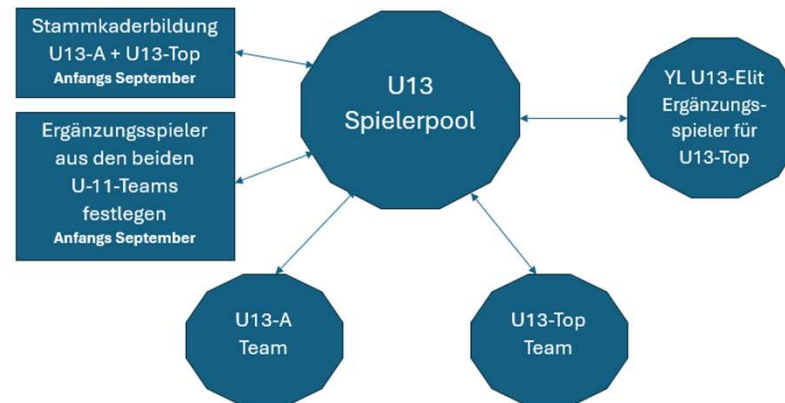 Stammkaderbildung
U13-A + U13-Top
Anfangs September
Ergänzungsspieler
aus den beiden
U-11-Teams
festlegen
Anfangs September
U13
Spielerpool
YL U13-Elit
Ergänzungs-
spieler für
U13-Top
U13-A
Team
U13-Top
Team